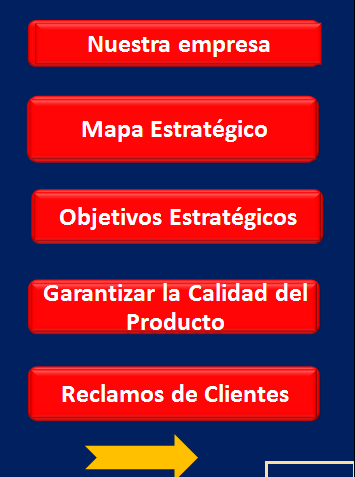 Nuestra empresa
Mapa Estratégico
Objetivos Estratégicos
Garantizar la Calidad del
Producto
Reclamos de Clientes